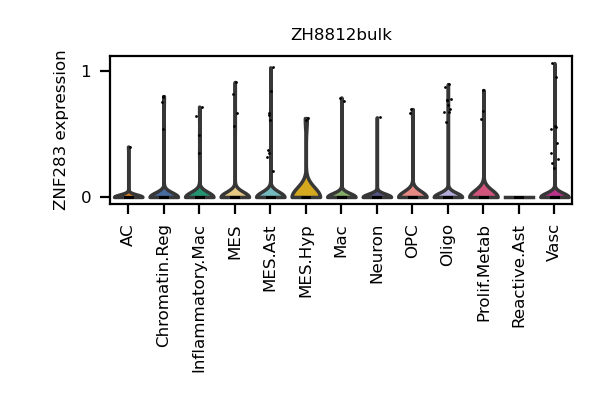 ZH8812bulk
ZNF283 expression
1
0
AC
Chromatin.Reg
Inflammatory.Mac
MES
MES.Ast
MES.Hyp
Mac
Neuron
OPC
Oligo
Prolif.Metab
Reactive.Ast
Vasc